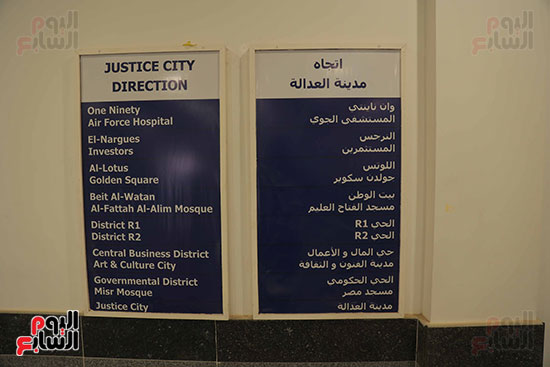 اليوم السابع
JUSTICE CITY
DIRECTION
One Ninety
Air Force Hospital
El-Nargues
Investors
Al-Lotus
Golden Square
Beit Al-Watan
Al-Fattah Al-Alim Mosque
District R1
District R2
Central Business District
Art & Culture City
Governmental District
Misr Mosque
Justice City
اتجاه
مدينة العدالة
وان ناينتي
المستشفى الجوي
النرجس
المستثمرين
اللوتس
جولدن سكوير
بيت الوطن
مسجد الفتاح العليم
الحي R1
الحي R2
حي المال و الأعمال
مدينة الفنون و الثقافة
الحي الحكومي
مسجد مصر
مدينة العدالة
اليوم السابع
اليوم السابع
اليوم السابع